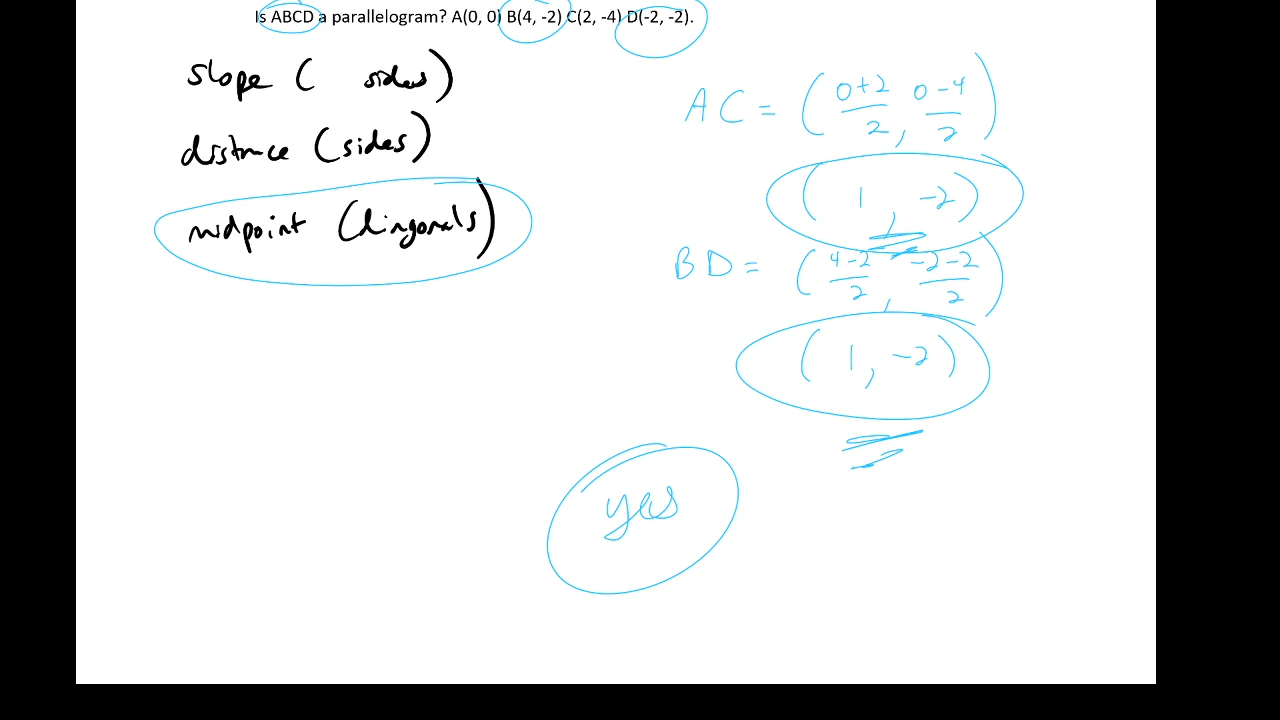 Is ABCD a parallelogram? A(0, 0) B(4, -2) C(2, -4) D(-2, -2).
slope ( sides)
distance (sides)
midpoint (diagonals)
AC = (0+2/2, 0-4/2)
(1, -2)
BD = (4-2/2, -2-2/2)
(1, -2)
yes